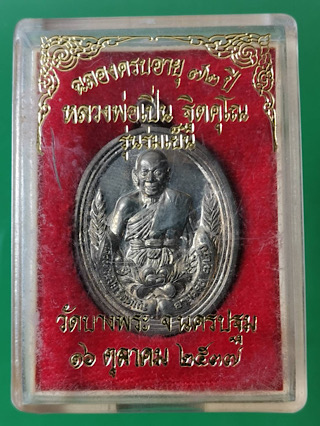 ฉลองครบอายุ ๗๒ ปี
หลวงพ่อเปิ่น ฐิตคุโณ
รุ่นร่มเย็น
วัดบางพระ จ.นครปฐม
๑๖ ตุลาคม ๒๕๓๗